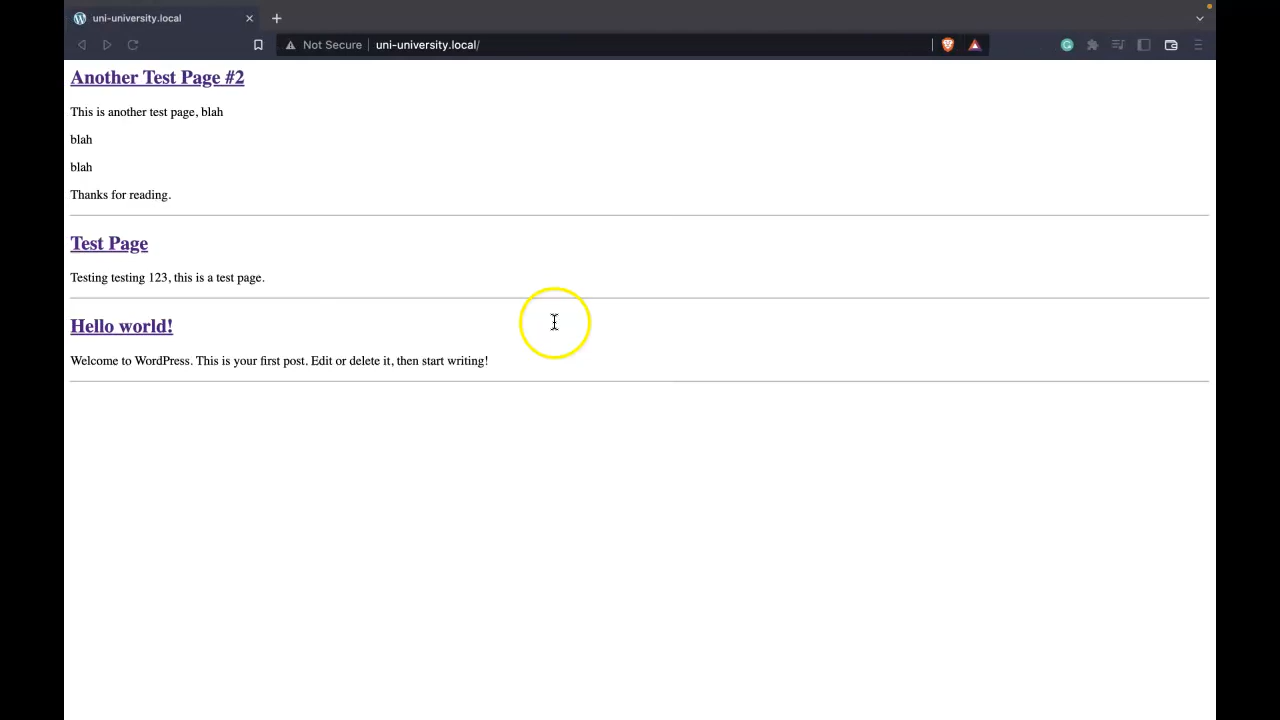 uni-university.local
Not Secure uni-university.local/
Another Test Page #2
This is another test page, blah
blah
blah
Thanks for reading.
Test Page
Testing testing 123, this is a test page.
Hello world!
Welcome to WordPress. This is your first post. Edit or delete it, then start writing!